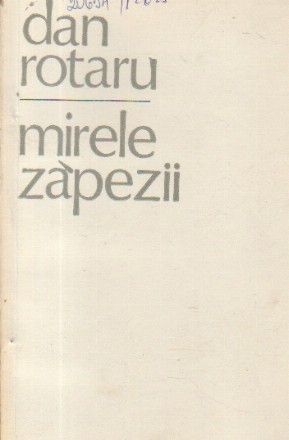 dan
rotaru
mirele
zăpezii